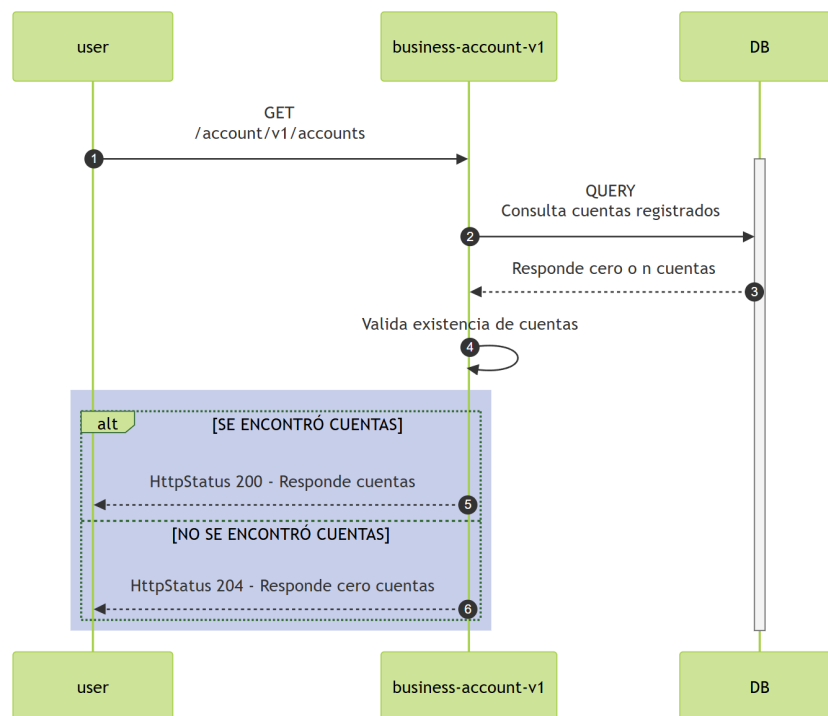 user
business-account-v1
DB
GET
/account/v1/accounts
1
QUERY
Consulta cuentas registrados
2
Responde cero o n cuentas
3
Valida existencia de cuentas
4
alt
[SE ENCONTRÓ CUENTAS]
HttpStatus 200 - Responde cuentas
5
[NO SE ENCONTRÓ CUENTAS]
HttpStatus 204 - Responde cero cuentas
6
user
business-account-v1
DB